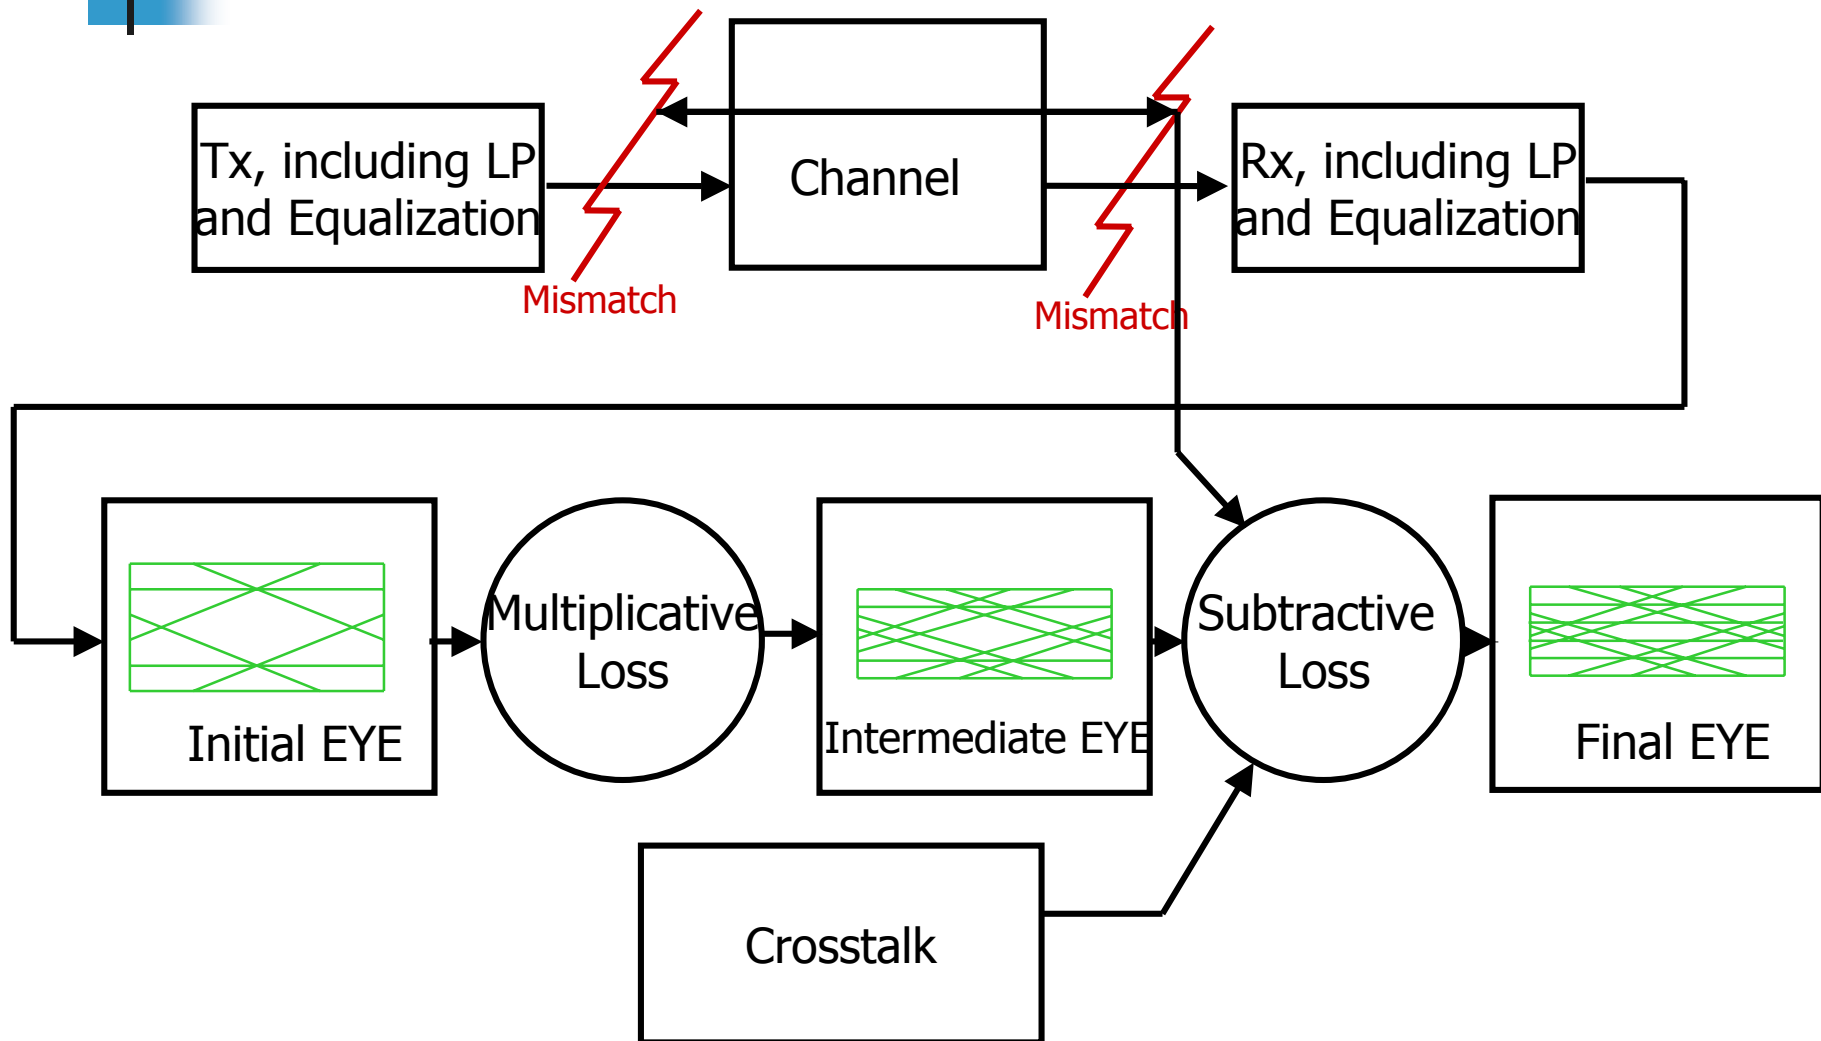 Tx, including LP
and Equalization
Channel
Rx, including LP
and Equalization
Mismatch
Mismatch
Initial EYE
Multiplicative
Loss
Intermediate EYE
Subtractive
Loss
Final EYE
Crosstalk